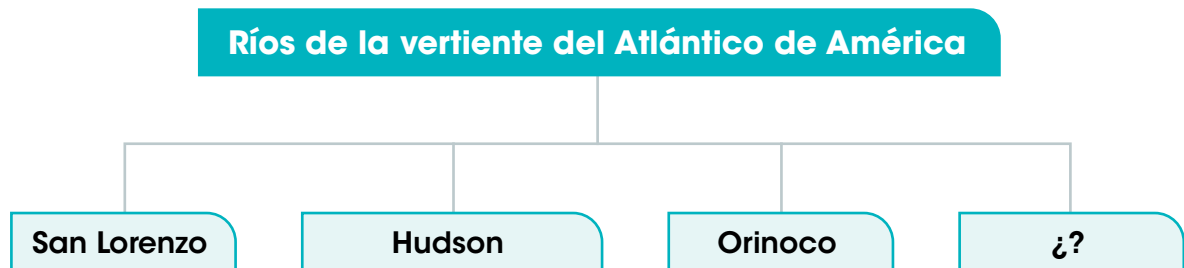 Ríos de la vertiente del Atlántico de América
San Lorenzo
Hudson
Orinoco
¿?